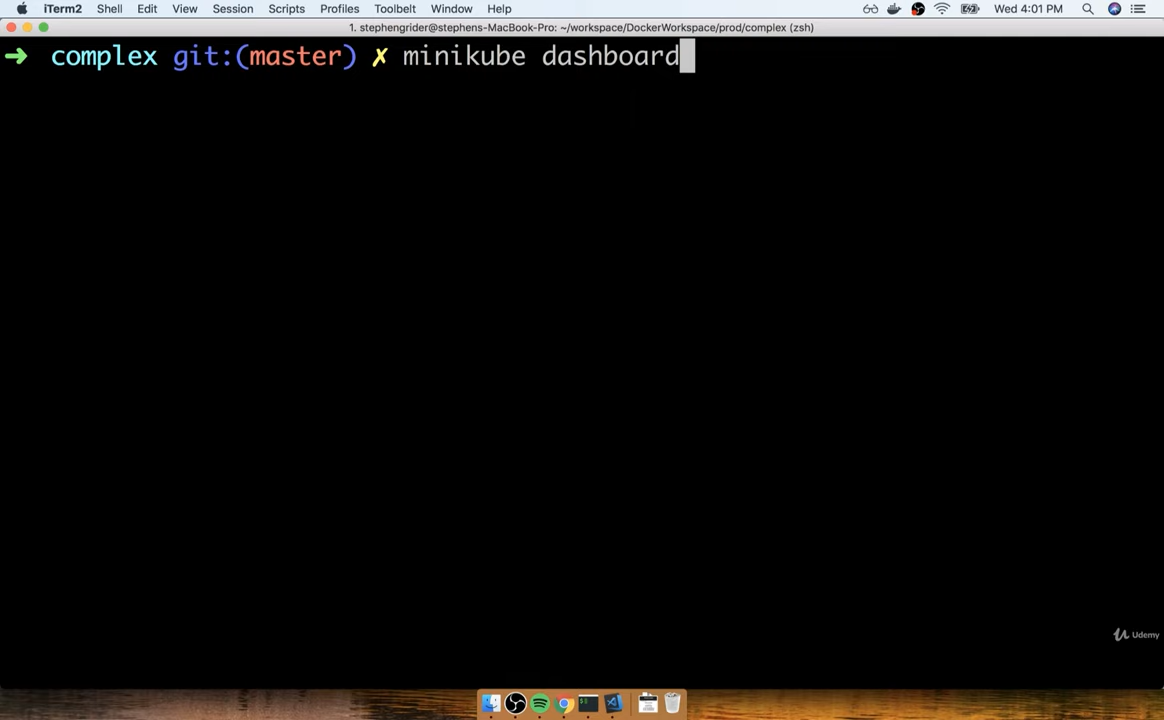 iTerm2 Shell Edit View Session Scripts Profiles Toolbelt Window Help Wed 4:01 PM
1. stephengrider@stephens-MacBook-Pro: ~/workspace/DockerWorkspace/prod/complex (zsh)
➜ complex git:(master) ✗ minikube dashboard
Udemy